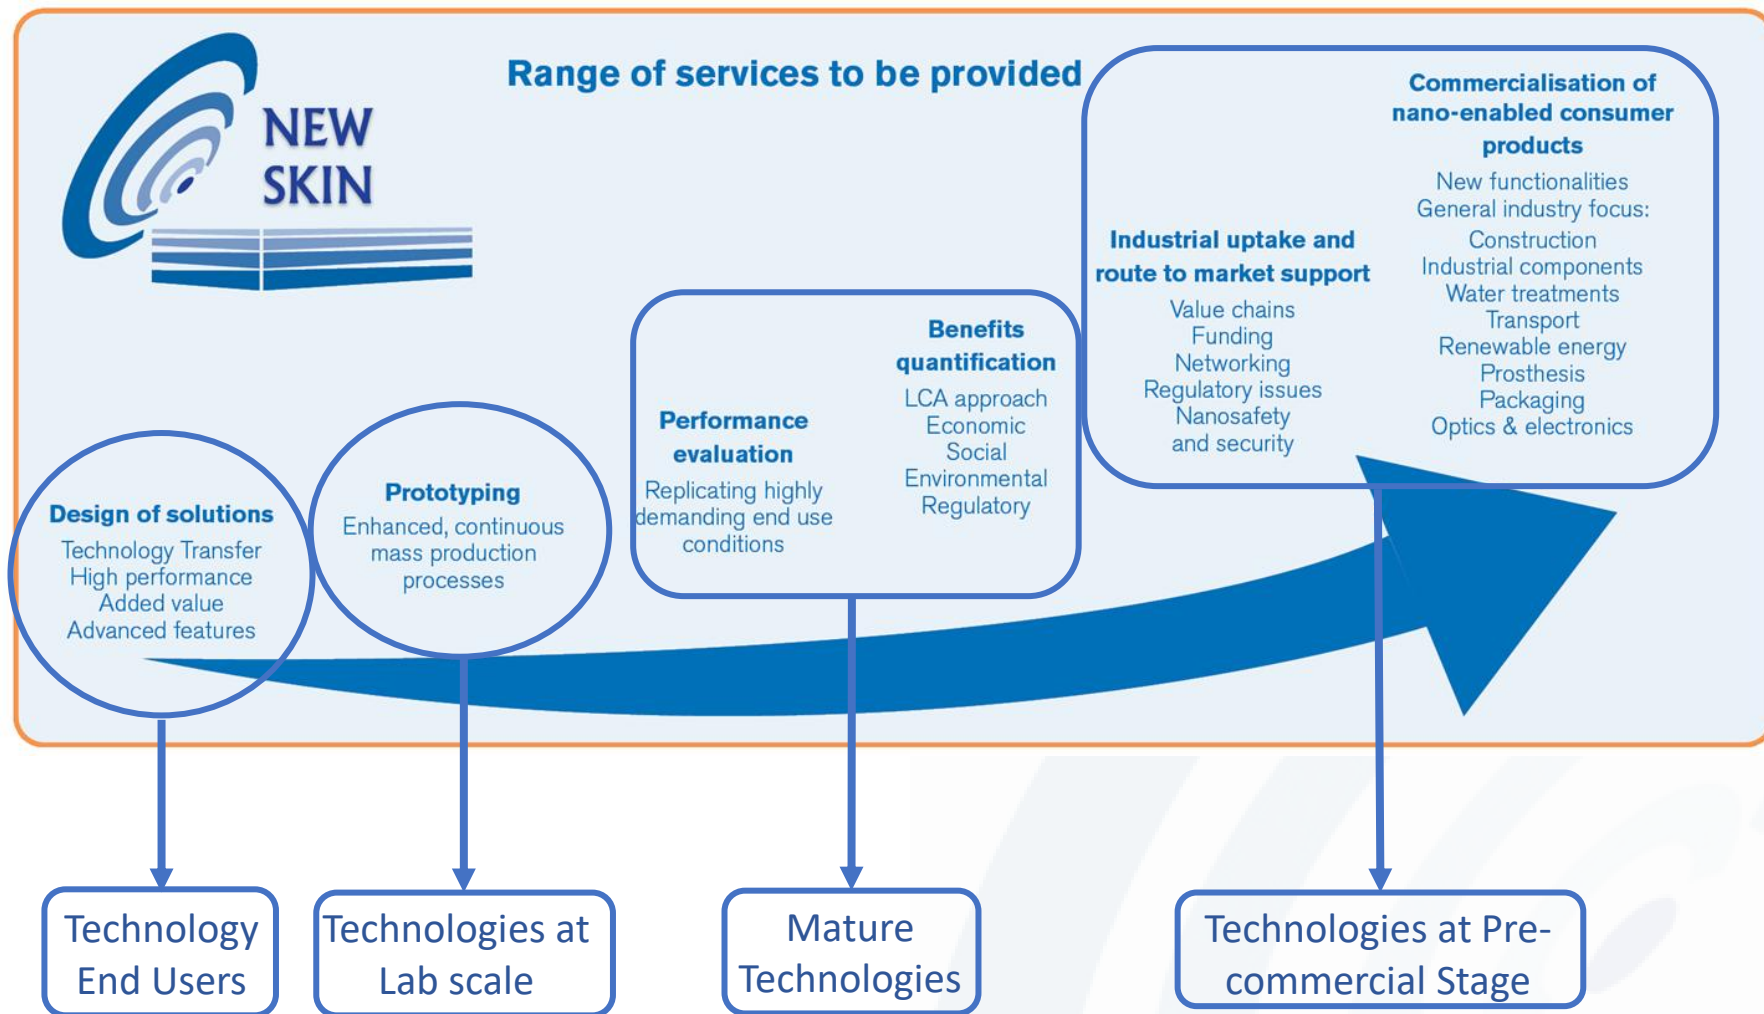 NEW
SKIN
Range of services to be provided
Design of solutions
Technology Transfer
High performance
Added value
Advanced features
Prototyping
Enhanced, continuous
mass production
processes
Performance
evaluation
Replicating highly
demanding end use
conditions
Benefits
quantification
LCA approach
Economic
Social
Environmental
Regulatory
Industrial uptake and
route to market support
Value chains
Funding
Networking
Regulatory issues
Nanosafety
and security
Commercialisation of
nano-enabled consumer
products
New functionalities
General industry focus:
Construction
Industrial components
Water treatments
Transport
Renewable energy
Prosthesis
Packaging
Optics & electronics
Technology
End Users
Technologies at
Lab scale
Mature
Technologies
Technologies at Pre-
commercial Stage